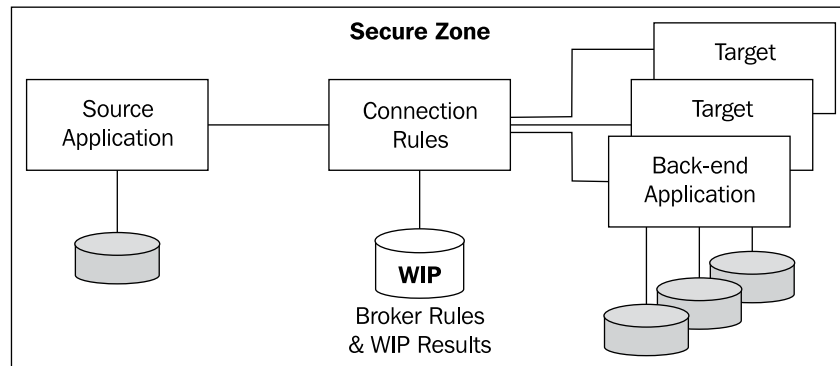 Secure Zone
Source
Application
Connection
Rules
Target
Target
Back-end
Application
WIP
Broker Rules
& WIP Results